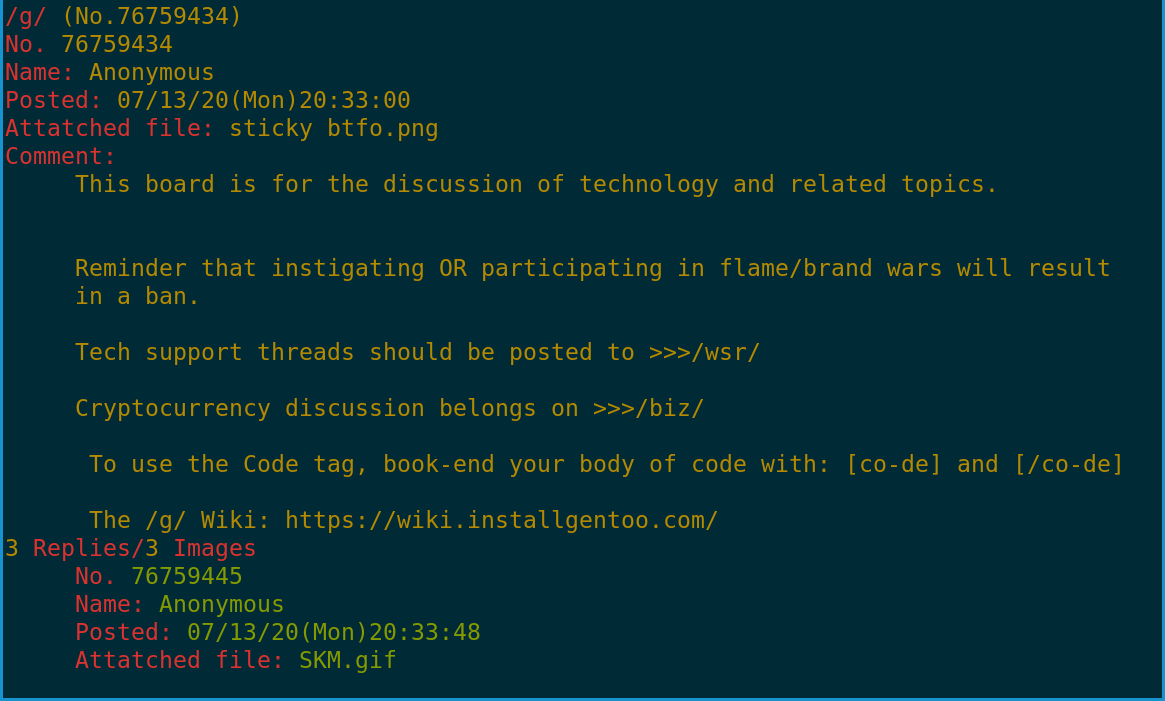 /g/ (No.76759434)
No. 76759434
Name: Anonymous
Posted: 07/13/20(Mon)20:33:00
Attatched file: sticky btfo.png
Comment:
This board is for the discussion of technology and related topics.
Reminder that instigating OR participating in flame/brand wars will result
in a ban.
Tech support threads should be posted to >>>/wsr/
Cryptocurrency discussion belongs on >>>/biz/
To use the Code tag, book-end your body of code with: [co-de] and [/co-de]
The /g/ Wiki: https://wiki.installgentoo.com/
3 Replies/3 Images
No. 76759445
Name: Anonymous
Posted: 07/13/20(Mon)20:33:48
Attatched file: SKM.gif